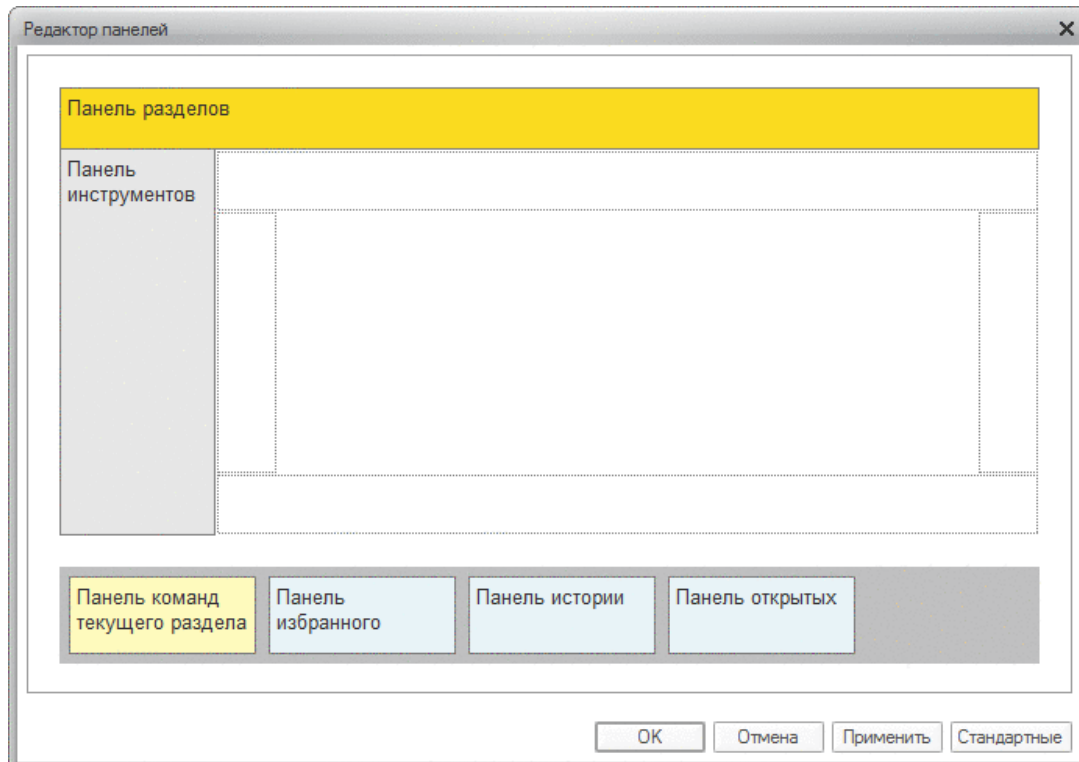 Редактор панелей
Панель разделов
Панель
инструментов
Панель команд
текущего раздела
Панель
избранного
Панель истории
Панель открытых
OK
Отмена
Применить
Стандартные